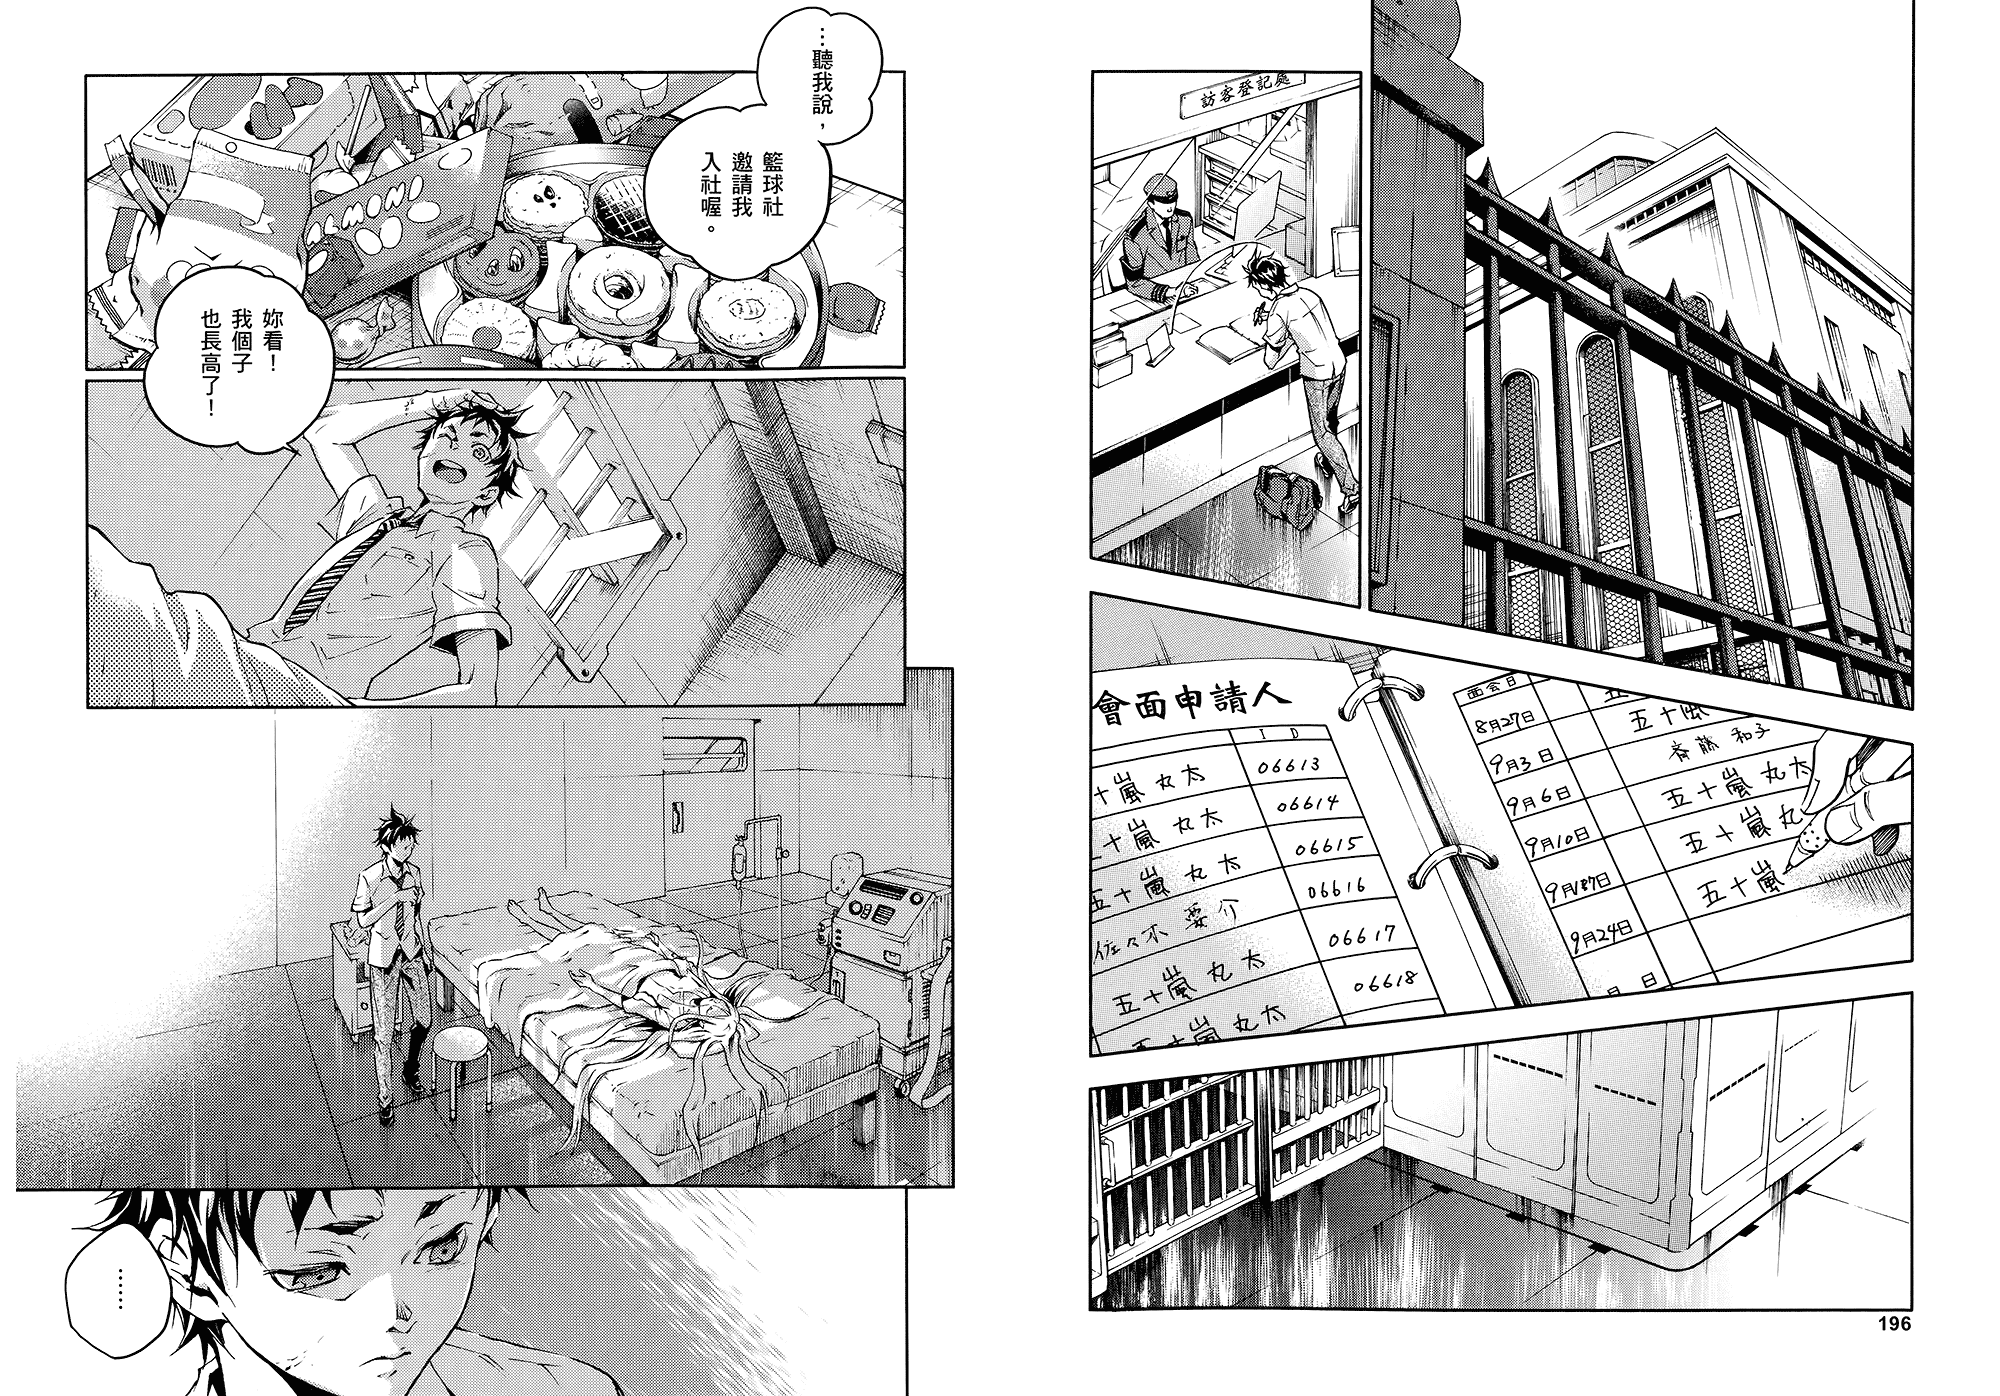 訪客登記處
會面申請人
I D
十嵐 丸太
06613
十嵐 丸太
06614
五十嵐 丸太
06615
佐々木 要介
06616
五十嵐 丸太
06617
十嵐 丸太
06618
面会日
8月27日
五十嵐
9月3日
斉藤 和子
9月6日
五十嵐 丸太
9月10日
五十嵐 丸
9月17日
五十嵐
9月24日
月 日
196
…聽我說，
籃球社
邀請我
入社喔。
妳看！
我個子
也長高了！
ALMOND
……